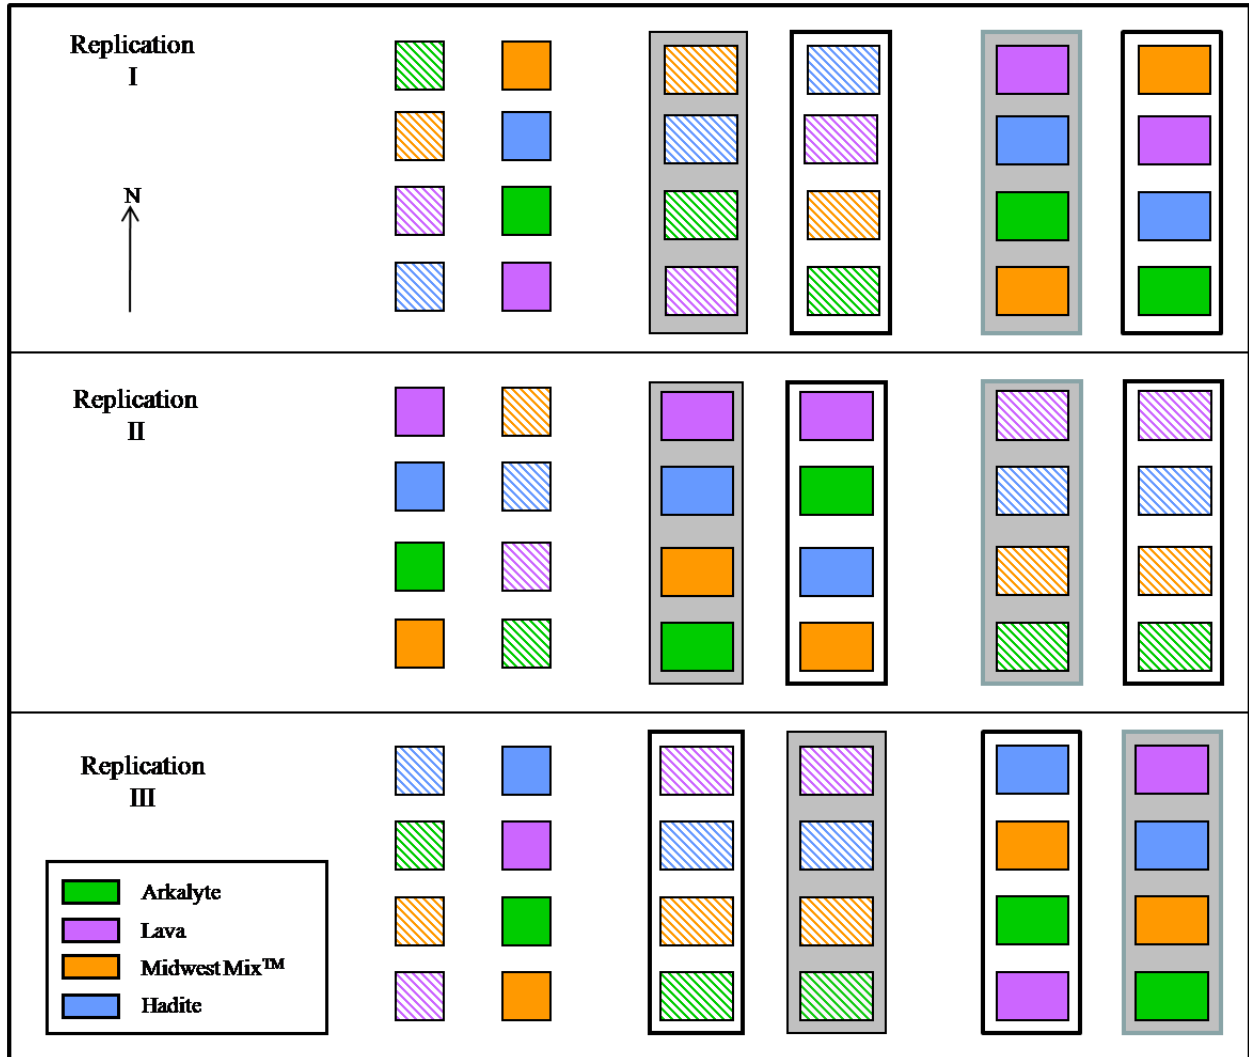 Replication
I
N
Replication
II
Replication
III
Arkalyte
Lava
Midwest Mix™
Hadite